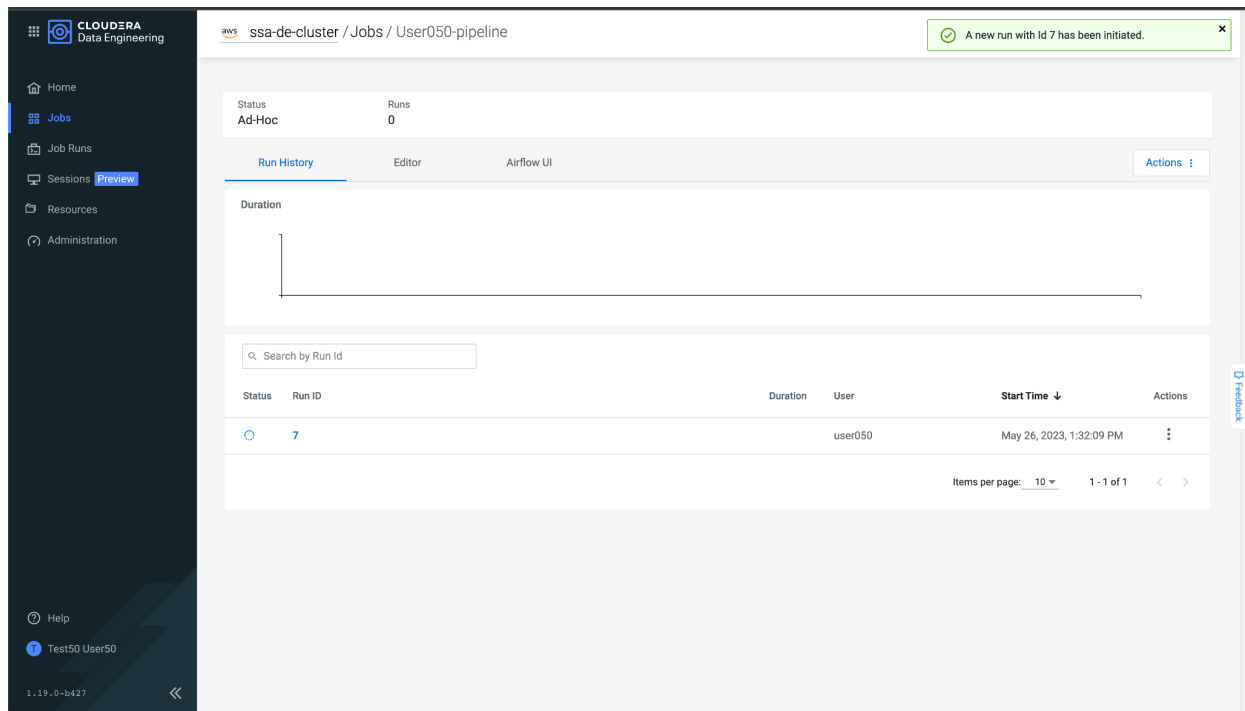 CLOUDERA
Data Engineering
Home
Jobs
Job Runs
Sessions Preview
Resources
Administration
Help
T Test50 User50
1.19.0-b427
aws ssa-de-cluster / Jobs / User050-pipeline
A new run with Id 7 has been initiated.
Status Runs
Ad-Hoc 0
Run History Editor Airflow UI Actions
Duration
Search by Run Id
Status Run ID Duration User Start Time Actions
7 user050 May 26, 2023, 1:32:09 PM
Items per page: 10 1 - 1 of 1
Feedback